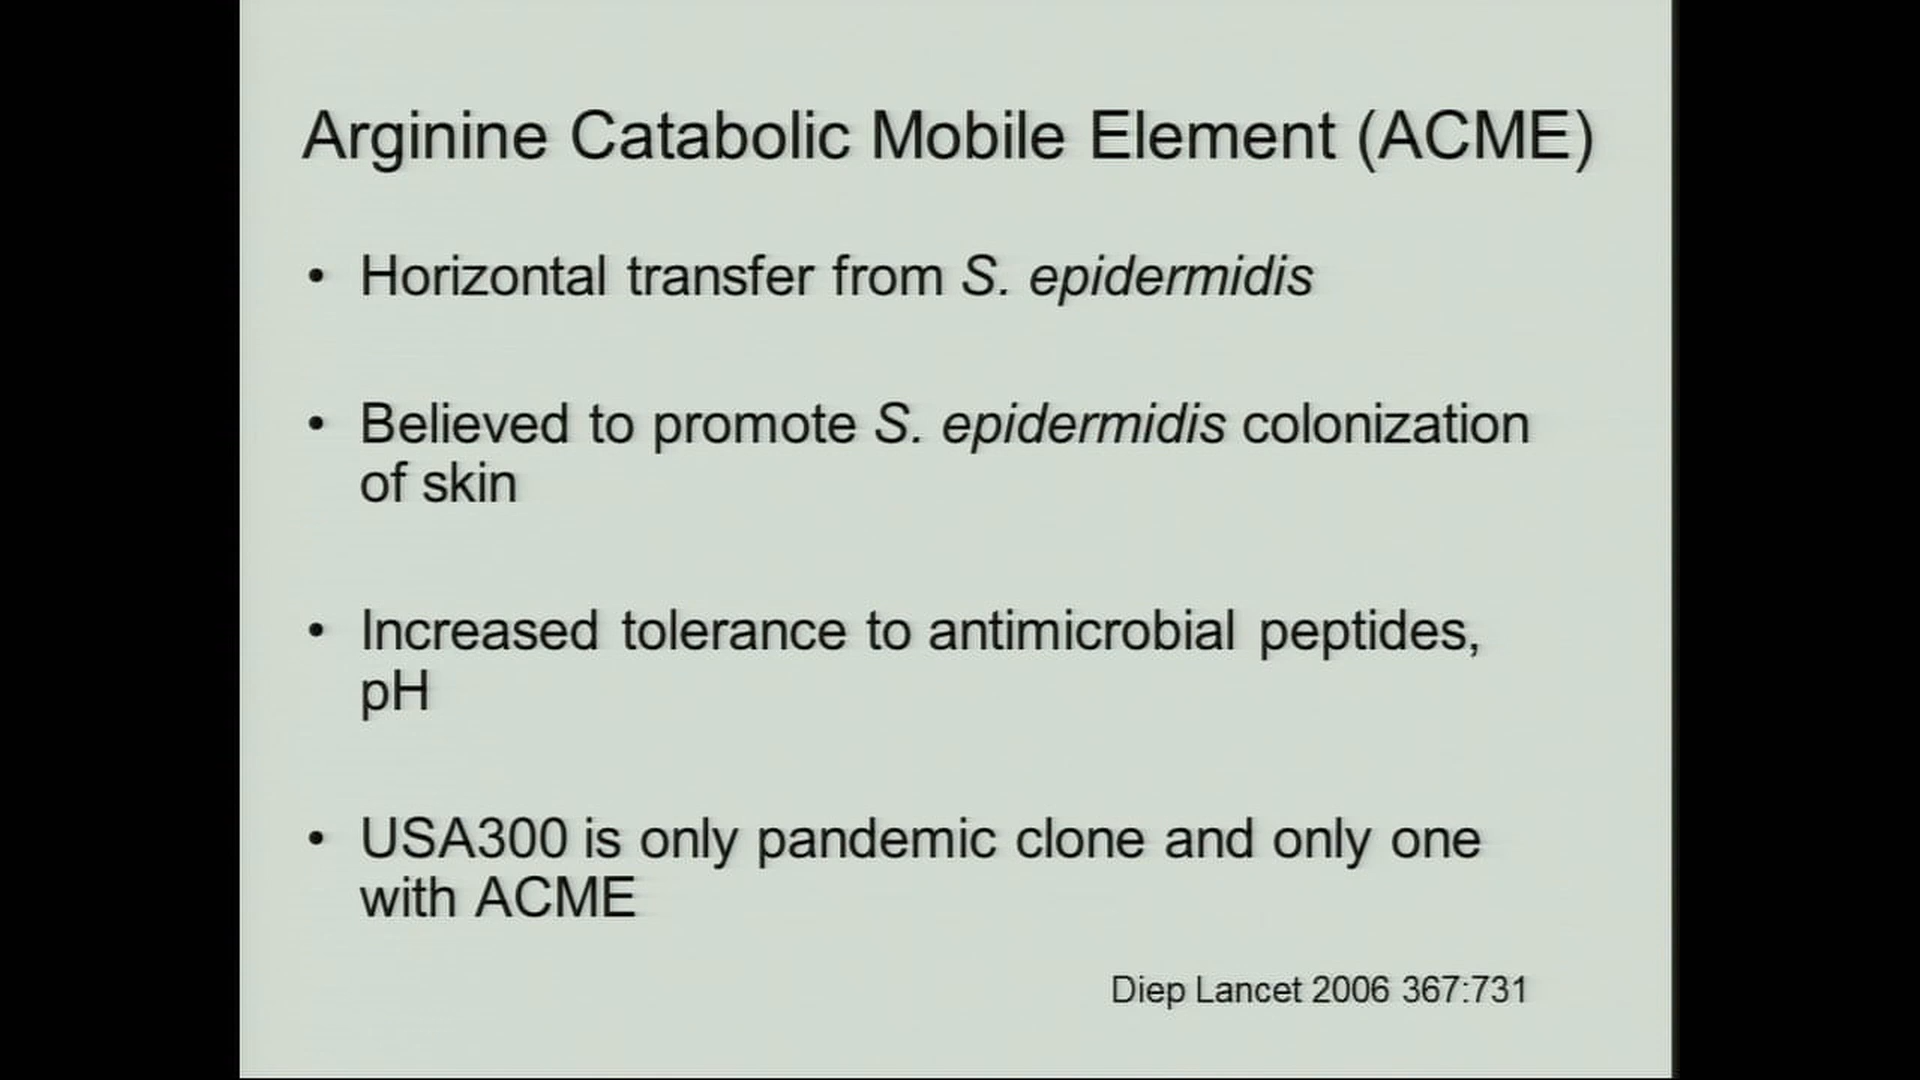 Arginine Catabolic Mobile Element (ACME)
• Horizontal transfer from S. epidermidis
• Believed to promote S. epidermidis colonization
of skin
• Increased tolerance to antimicrobial peptides,
pH
• USA300 is only pandemic clone and only one
with ACME
Diep Lancet 2006 367:731